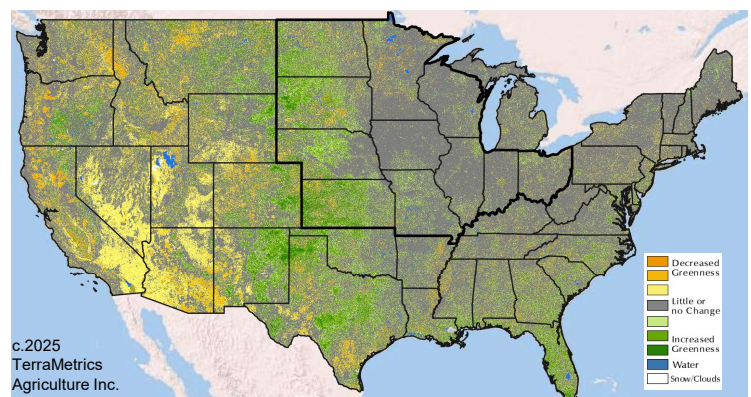 Decreased
Greenness
Little or
no Change
Increased
Greenness
Water
Snow/Clouds
c.2025
TerraMetrics
Agriculture Inc.